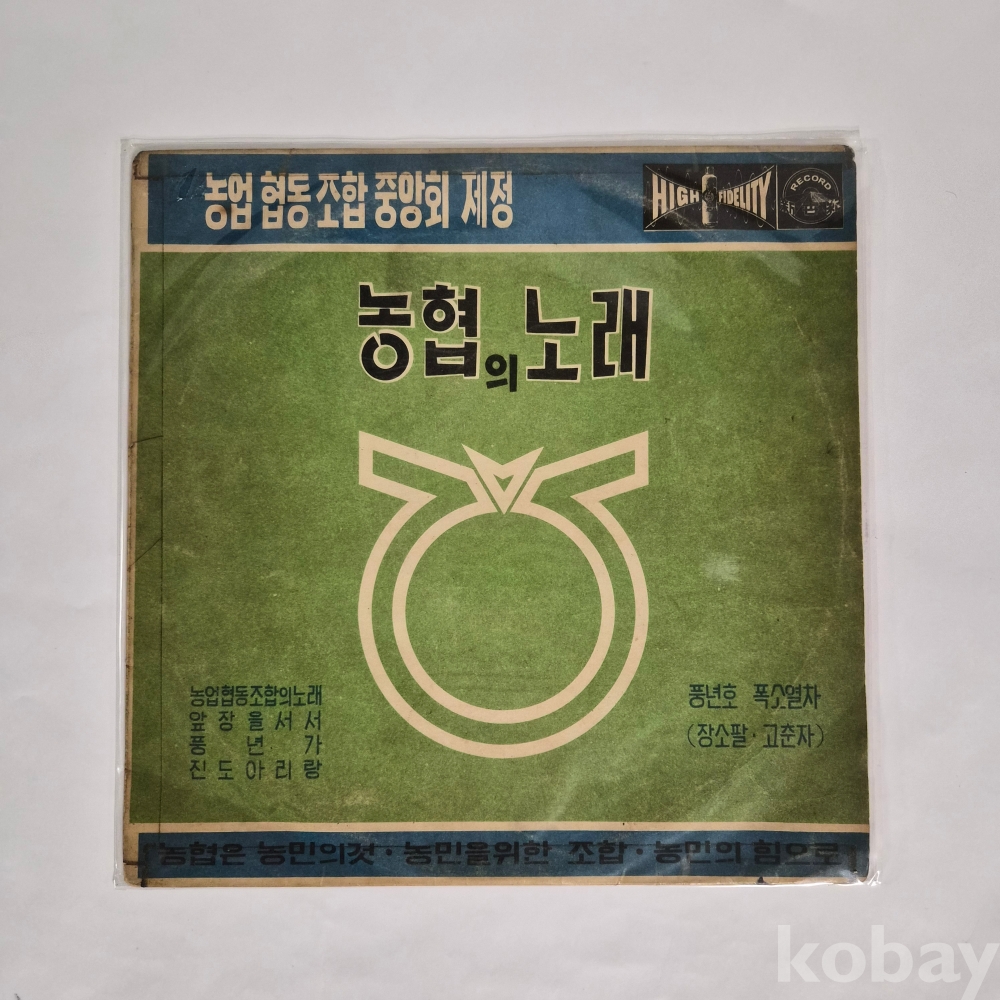 농업 협동 조합 중앙회 제정
HIGH FIDELITY
RECORD
농협의 노래
농업협동조합의노래
앞장을서서
풍년가
진도아리랑
풍년호 폭소열차
(장소팔·고춘자)
농협은 농민의것·농민을위한 조합·농민의 힘으로
kobay